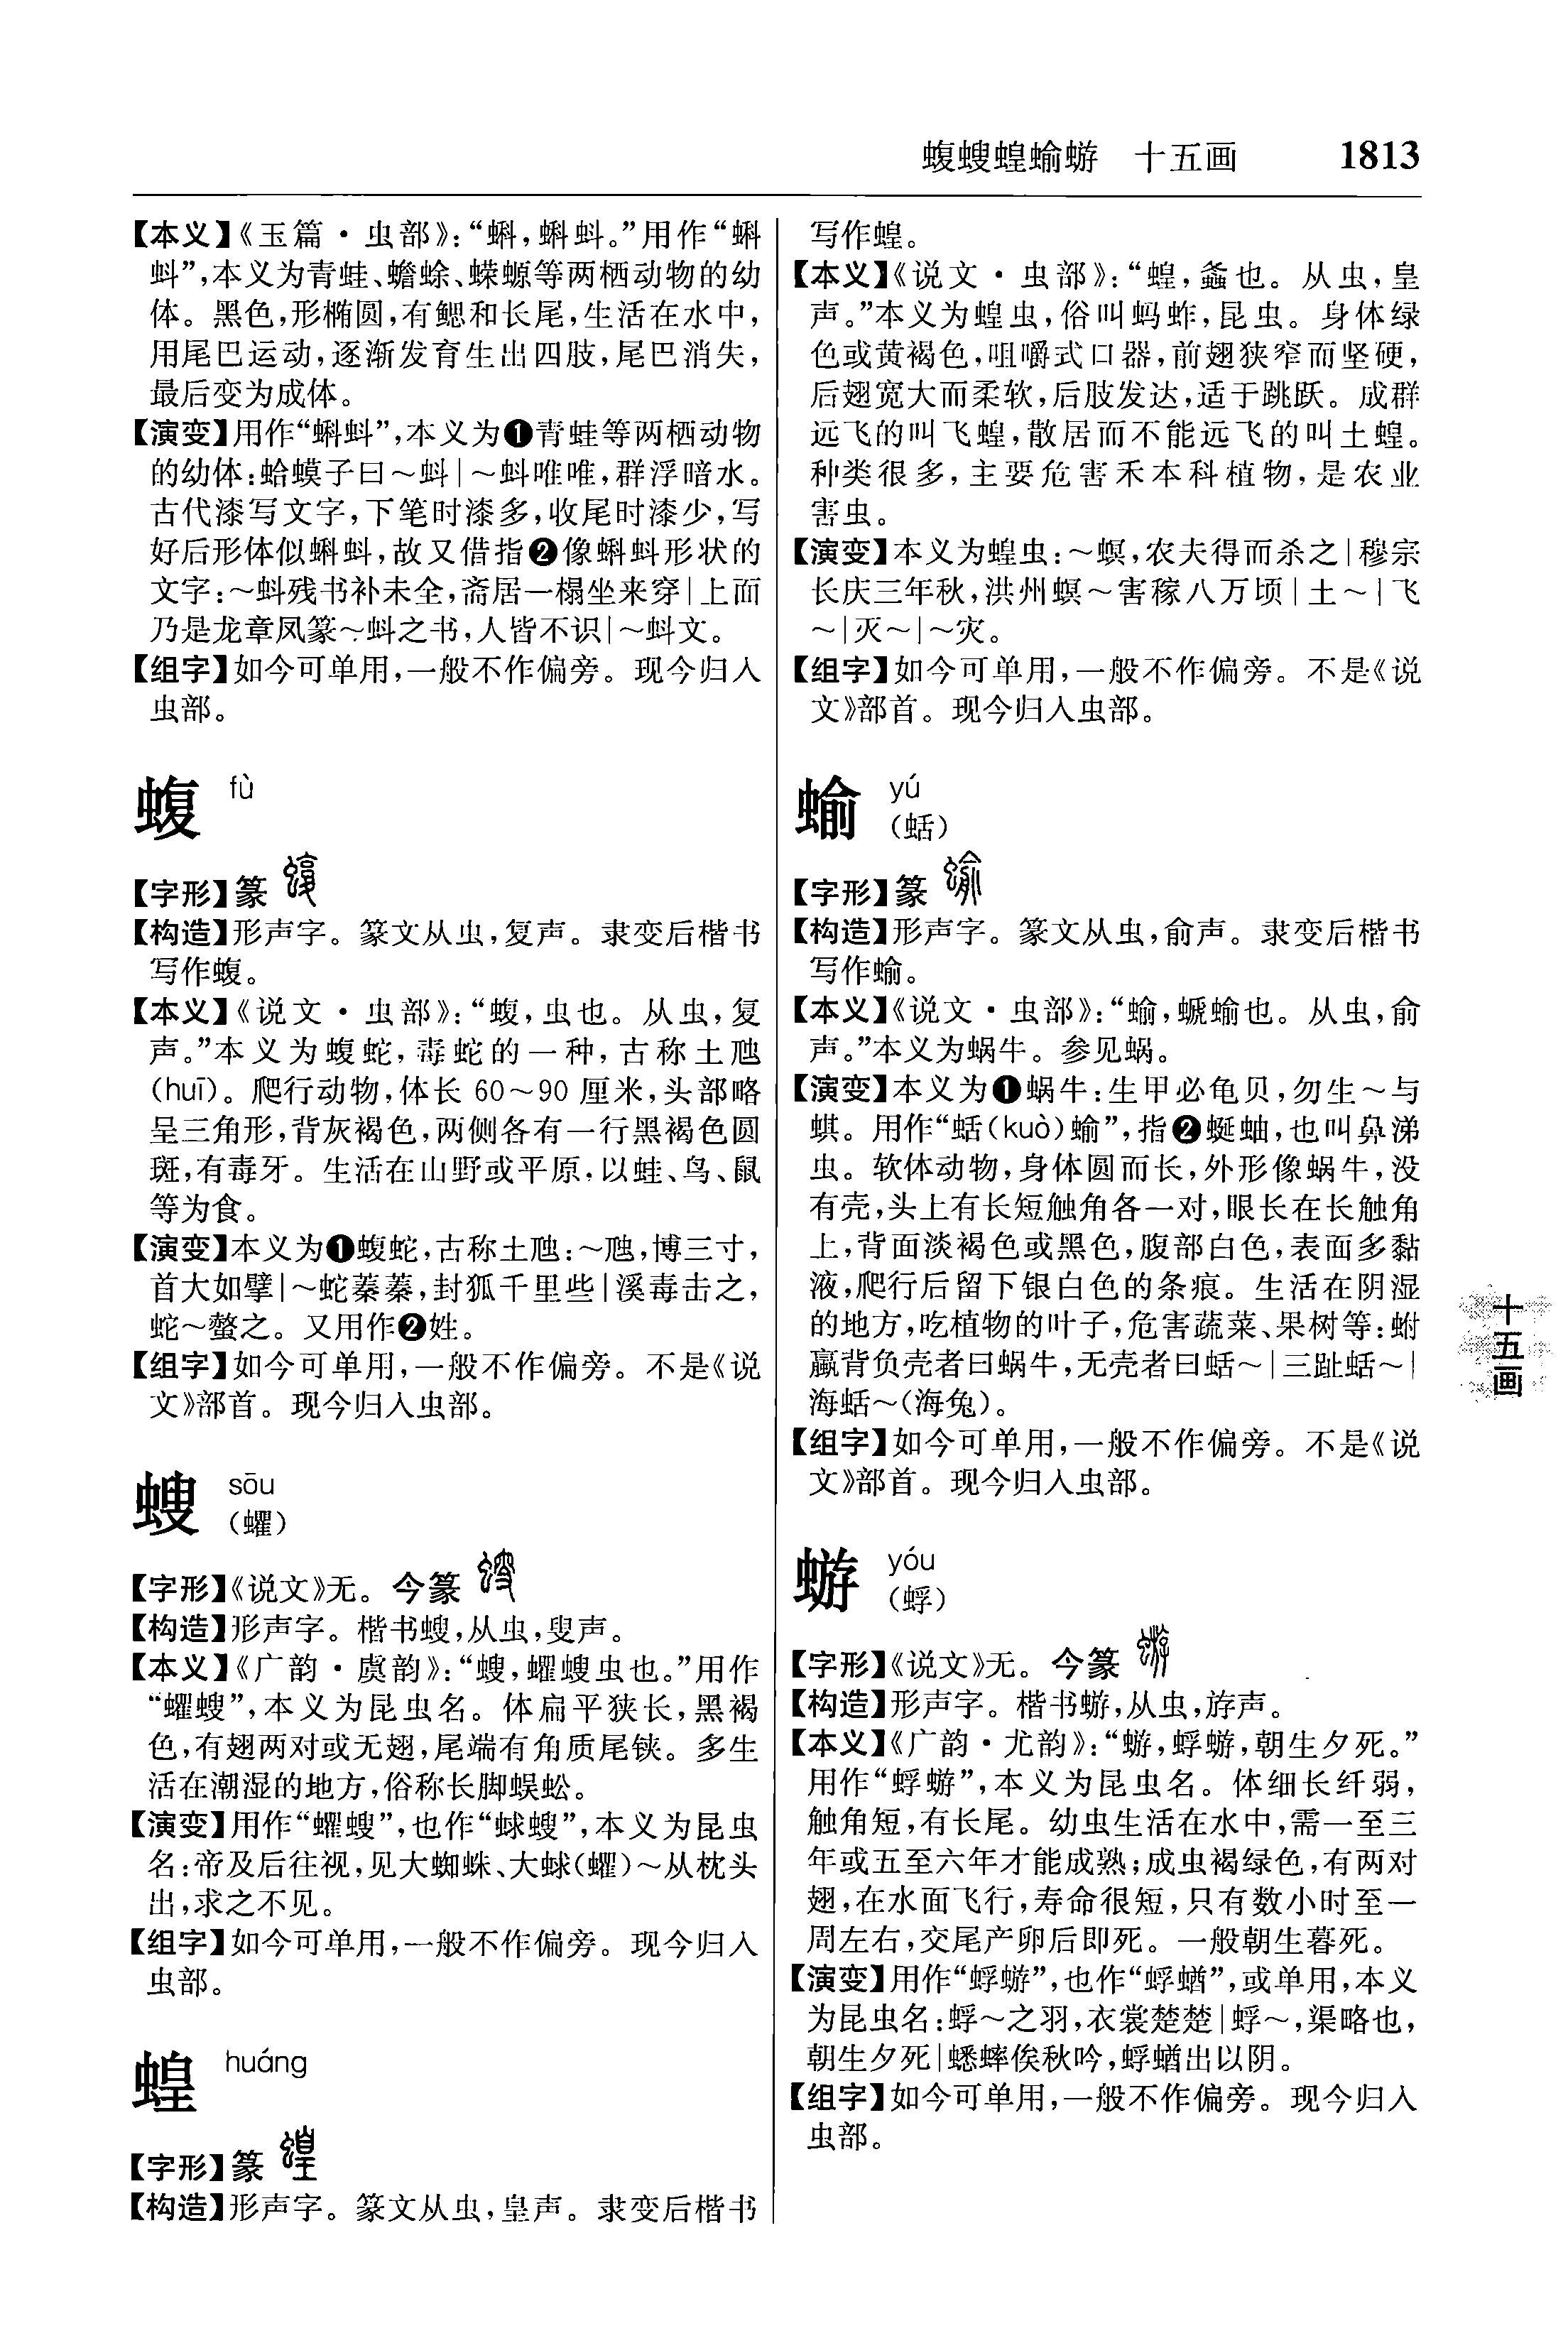 蝮螋蝗蝓蝣 十五画 1813
【本义】《玉篇·虫部》：“蝌，蝌蚪。”用作“蝌
蚪”，本义为青蛙、蟾蜍、蝾螈等两栖动物的幼
体。黑色，形椭圆，有鳃和长尾，生活在水中，
用尾巴运动，逐渐发育生出四肢，尾巴消失，
最后变为成体。
【演变】用作“蝌蚪”，本义为❶青蛙等两栖动物
的幼体：蛤蟆子曰～蚪|～蚪唯唯，群浮暗水。
古代漆写文字，下笔时漆多，收尾时漆少，写
好后形体似蝌蚪，故又借指❷像蝌蚪形状的
文字：～蚪残书补未全，斋居一榻坐来穿|上面
乃是龙章凤篆～蚪之书，人皆不识|～蚪文。
【组字】如今可单用，一般不作偏旁。现今归入
虫部。
蝮 fù
【字形】篆
【构造】形声字。篆文从虫，复声。隶变后楷书
写作蝮。
【本义】《说文·虫部》：“蝮，虫也。从虫，复
声。”本义为蝮蛇，毒蛇的一种，古称土虺
(huī)。爬行动物，体长60～90厘米，头部略
呈三角形，背灰褐色，两侧各有一行黑褐色圆
斑，有毒牙。生活在山野或平原，以蛙、鸟、鼠
等为食。
【演变】本义为❶蝮蛇，古称土虺：～虺，博三寸，
首大如擘|～蛇蓁蓁，封狐千里些|溪毒击之，
蛇～螫之。又用作❷姓。
【组字】如今可单用，一般不作偏旁。不是《说
文》部首。现今归入虫部。
螋 sōu
（蠷）
【字形】《说文》无。今篆
【构造】形声字。楷书螋，从虫，叟声。
【本义】《广韵·虞韵》：“螋，蠷螋虫也。”用作
“蠷螋”，本义为昆虫名。体扁平狭长，黑褐
色，有翅两对或无翅，尾端有角质尾铗。多生
活在潮湿的地方，俗称长脚蜈蚣。
【演变】用作“蠷螋”，也作“蛷螋”，本义为昆虫
名：帝及后往视，见大蜘蛛、大蛷(蠷)～从枕头
出，求之不见。
【组字】如今可单用，一般不作偏旁。现今归入
虫部。
蝗 huáng
【字形】篆
【构造】形声字。篆文从虫，皇声。隶变后楷书
写作蝗。
【本义】《说文·虫部》：“蝗，螽也。从虫，皇
声。”本义为蝗虫，俗叫蚂蚱，昆虫。身体绿
色或黄褐色，咀嚼式口器，前翅狭窄而坚硬，
后翅宽大而柔软，后肢发达，适于跳跃。成群
远飞的叫飞蝗，散居而不能远飞的叫土蝗。
种类很多，主要危害禾本科植物，是农业
害虫。
【演变】本义为蝗虫：～螟，农夫得而杀之|穆宗
长庆三年秋，洪州螟～害稼八万顷|土～|飞
～|灭～|～灾。
【组字】如今可单用，一般不作偏旁。不是《说
文》部首。现今归入虫部。
蝓 yú
（蛞）
【字形】篆
【构造】形声字。篆文从虫，俞声。隶变后楷书
写作蝓。
【本义】《说文·虫部》：“蝓，螔蝓也。从虫，俞
声。”本义为蜗牛。参见蜗。
【演变】本义为❶蜗牛：生甲必龟贝，勿生～与
蜞。用作“蛞(kuò)蝓”，指❷蜒蚰，也叫鼻涕
虫。软体动物，身体圆而长，外形像蜗牛，没
有壳，头上有长短触角各一对，眼长在长触角
上，背面淡褐色或黑色，腹部白色，表面多黏
液，爬行后留下银白色的条痕。生活在阴湿
的地方，吃植物的叶子，危害蔬菜、果树等：蚹
蠃背负壳者曰蜗牛，无壳者曰蛞～|三趾蛞～|
海蛞～(海兔)。
【组字】如今可单用，一般不作偏旁。不是《说
文》部首。现今归入虫部。
蝣 yóu
（蜉）
【字形】《说文》无。今篆
【构造】形声字。楷书蝣，从虫，斿声。
【本义】《广韵·尤韵》：“蝣，蜉蝣，朝生夕死。”
用作“蜉蝣”，本义为昆虫名。体细长纤弱，
触角短，有长尾。幼虫生活在水中，需一至三
年或五至六年才能成熟；成虫褐绿色，有两对
翅，在水面飞行，寿命很短，只有数小时至一
周左右，交尾产卵后即死。一般朝生暮死。
【演变】用作“蜉蝣”，也作“蜉蝤”，或单用，本义
为昆虫名：蜉～之羽，衣裳楚楚|蜉～，渠略也，
朝生夕死|蟋蟀俟秋吟，蜉蝤出以阴。
【组字】如今可单用，一般不作偏旁。现今归入
虫部。
十五画